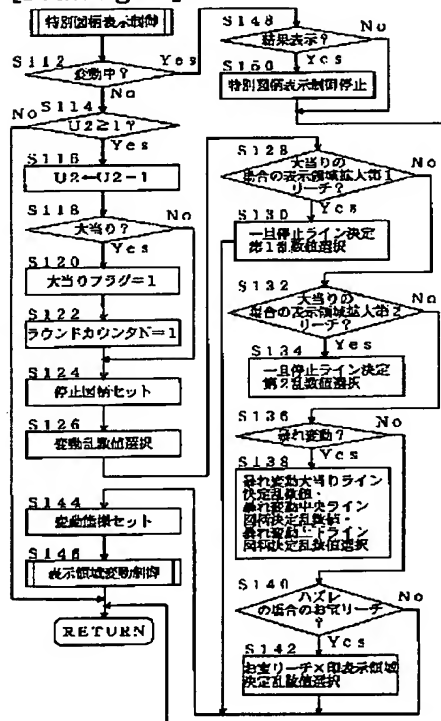 特別図柄表示制御
S112
変動中?
Yes
No
S114
No
U2≧1?
Yes
S116
U2←U2-1
S118
大当り?
No
Yes
S120
大当りフラグ=1
S122
ラウンドカウンタN=1
S124
停止図柄セット
S126
変動乱数値選択
S144
変動態様セット
S146
表示領域変動制御
RETURN
S148
結果表示?
No
Yes
S150
特別図柄表示制御停止
S128
大当りの
場合の表示領域拡大第1
リーチ?
No
Yes
S130
一旦停止ライン決定
第1乱数値選択
S132
大当りの
場合の表示領域拡大第2
リーチ?
No
Yes
S134
一旦停止ライン決定
第2乱数値選択
S136
暴れ変動?
No
Yes
S138
暴れ変動大当りライン
決定乱数値・
暴れ変動中央ライン
図柄決定乱数値・
暴れ変動上下ライン
図柄決定乱数値選択
S140
ハズレ
の場合のお宝リーチ
?
No
Yes
S142
お宝リーチ×印表示領域
決定乱数値選択